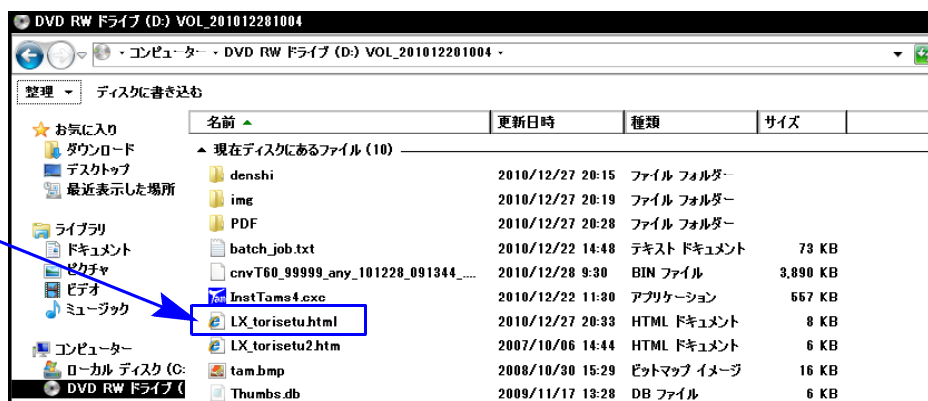 DVD RW ドライブ (D:) VOL_201012281004
コンピューター DVD RW ドライブ (D:) VOL_201012201004
整理 ディスクに書き込む
名前 更新日時 種類 サイズ
お気に入り
ダウンロード
デスクトップ
最近表示した場所
ライブラリ
ドキュメント
ピクチャ
ビデオ
ミュージック
コンピューター
ローカル ディスク (C:
DVD RW ドライブ (
現在ディスクにあるファイル (10)
denshi 2010/12/27 20:15 ファイル フォルダー
img 2010/12/27 20:19 ファイル フォルダー
PDF 2010/12/27 20:28 ファイル フォルダー
batch_job.txt 2010/12/22 14:48 テキスト ドキュメント 73 KB
cnvT60_99999_any_101228_091344_.... 2010/12/28 9:30 BIN ファイル 3,890 KB
InstTams4.exe 2010/12/22 11:30 アプリケーション 557 KB
LX_torisetu.html 2010/12/27 20:33 HTML ドキュメント 8 KB
LX_torisetu2.htm 2007/10/06 14:44 HTML ドキュメント 6 KB
tam.bmp 2008/10/30 15:29 ビットマップ イメージ 16 KB
Thumbs.db 2009/11/17 13:28 DB ファイル 6 KB